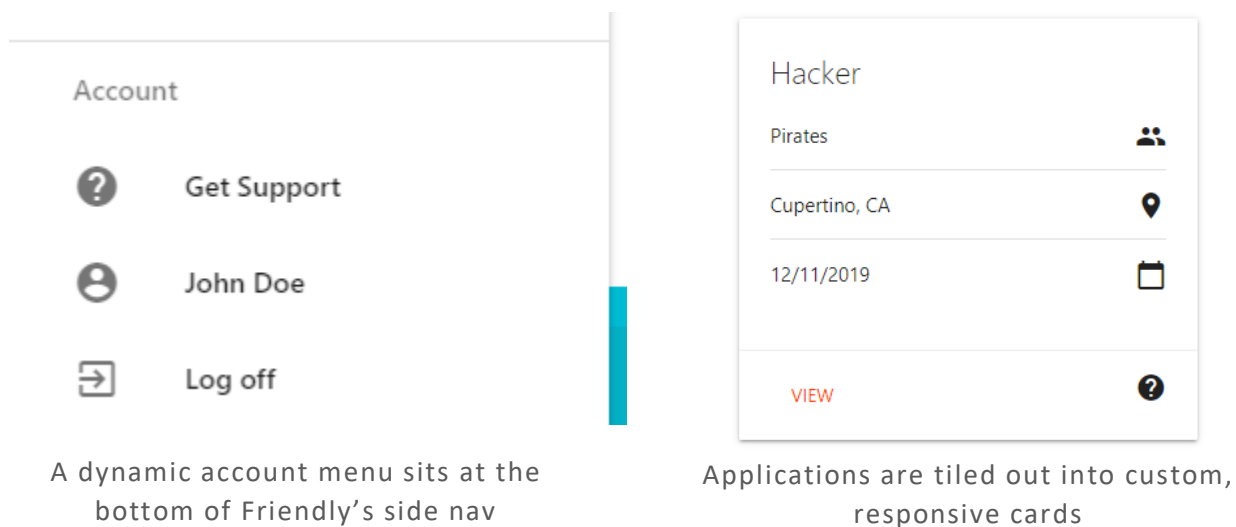 Account
Get Support
John Doe
Log off
A dynamic account menu sits at the
bottom of Friendly’s side nav
Hacker
Pirates
Cupertino, CA
12/11/2019
VIEW
Applications are tiled out into custom,
responsive cards